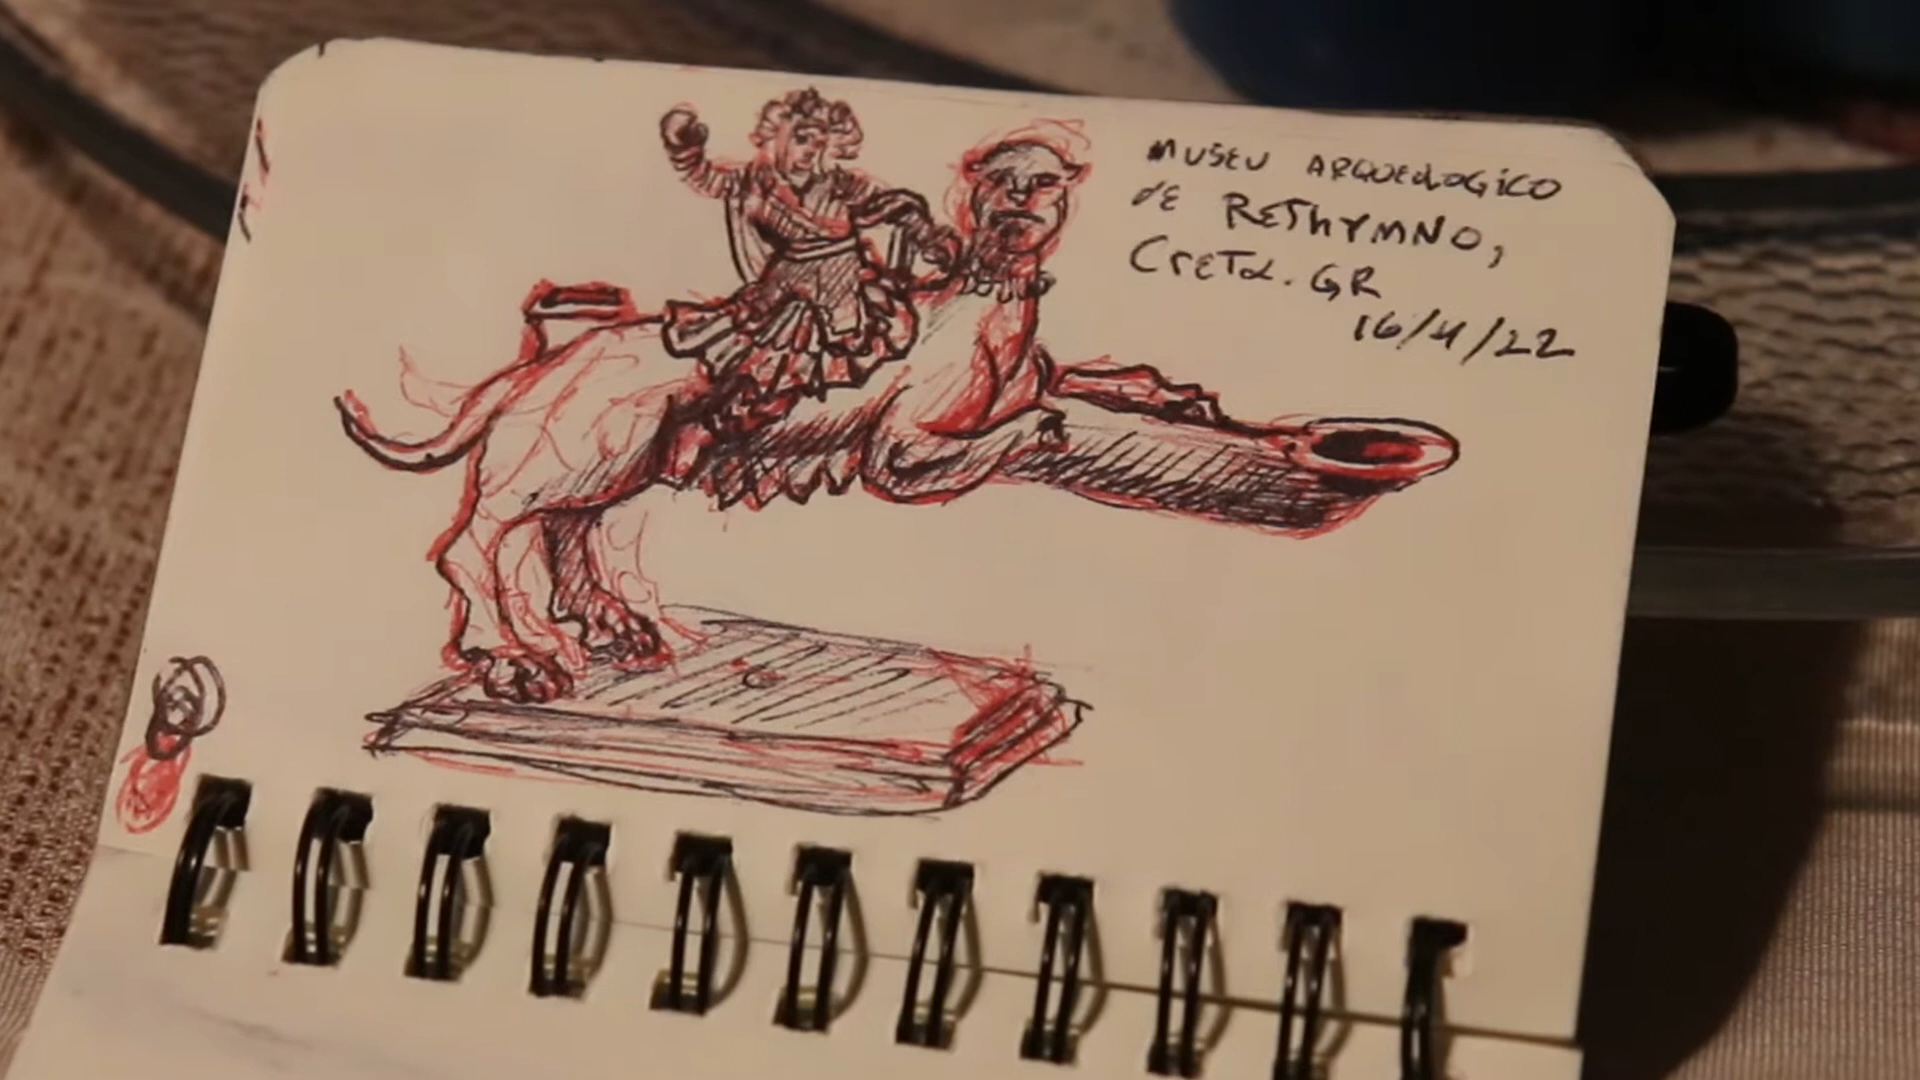 MUSEU ARQUEOLOGiCO
DE REThYMNO,
CreTa. GR
16/4/22